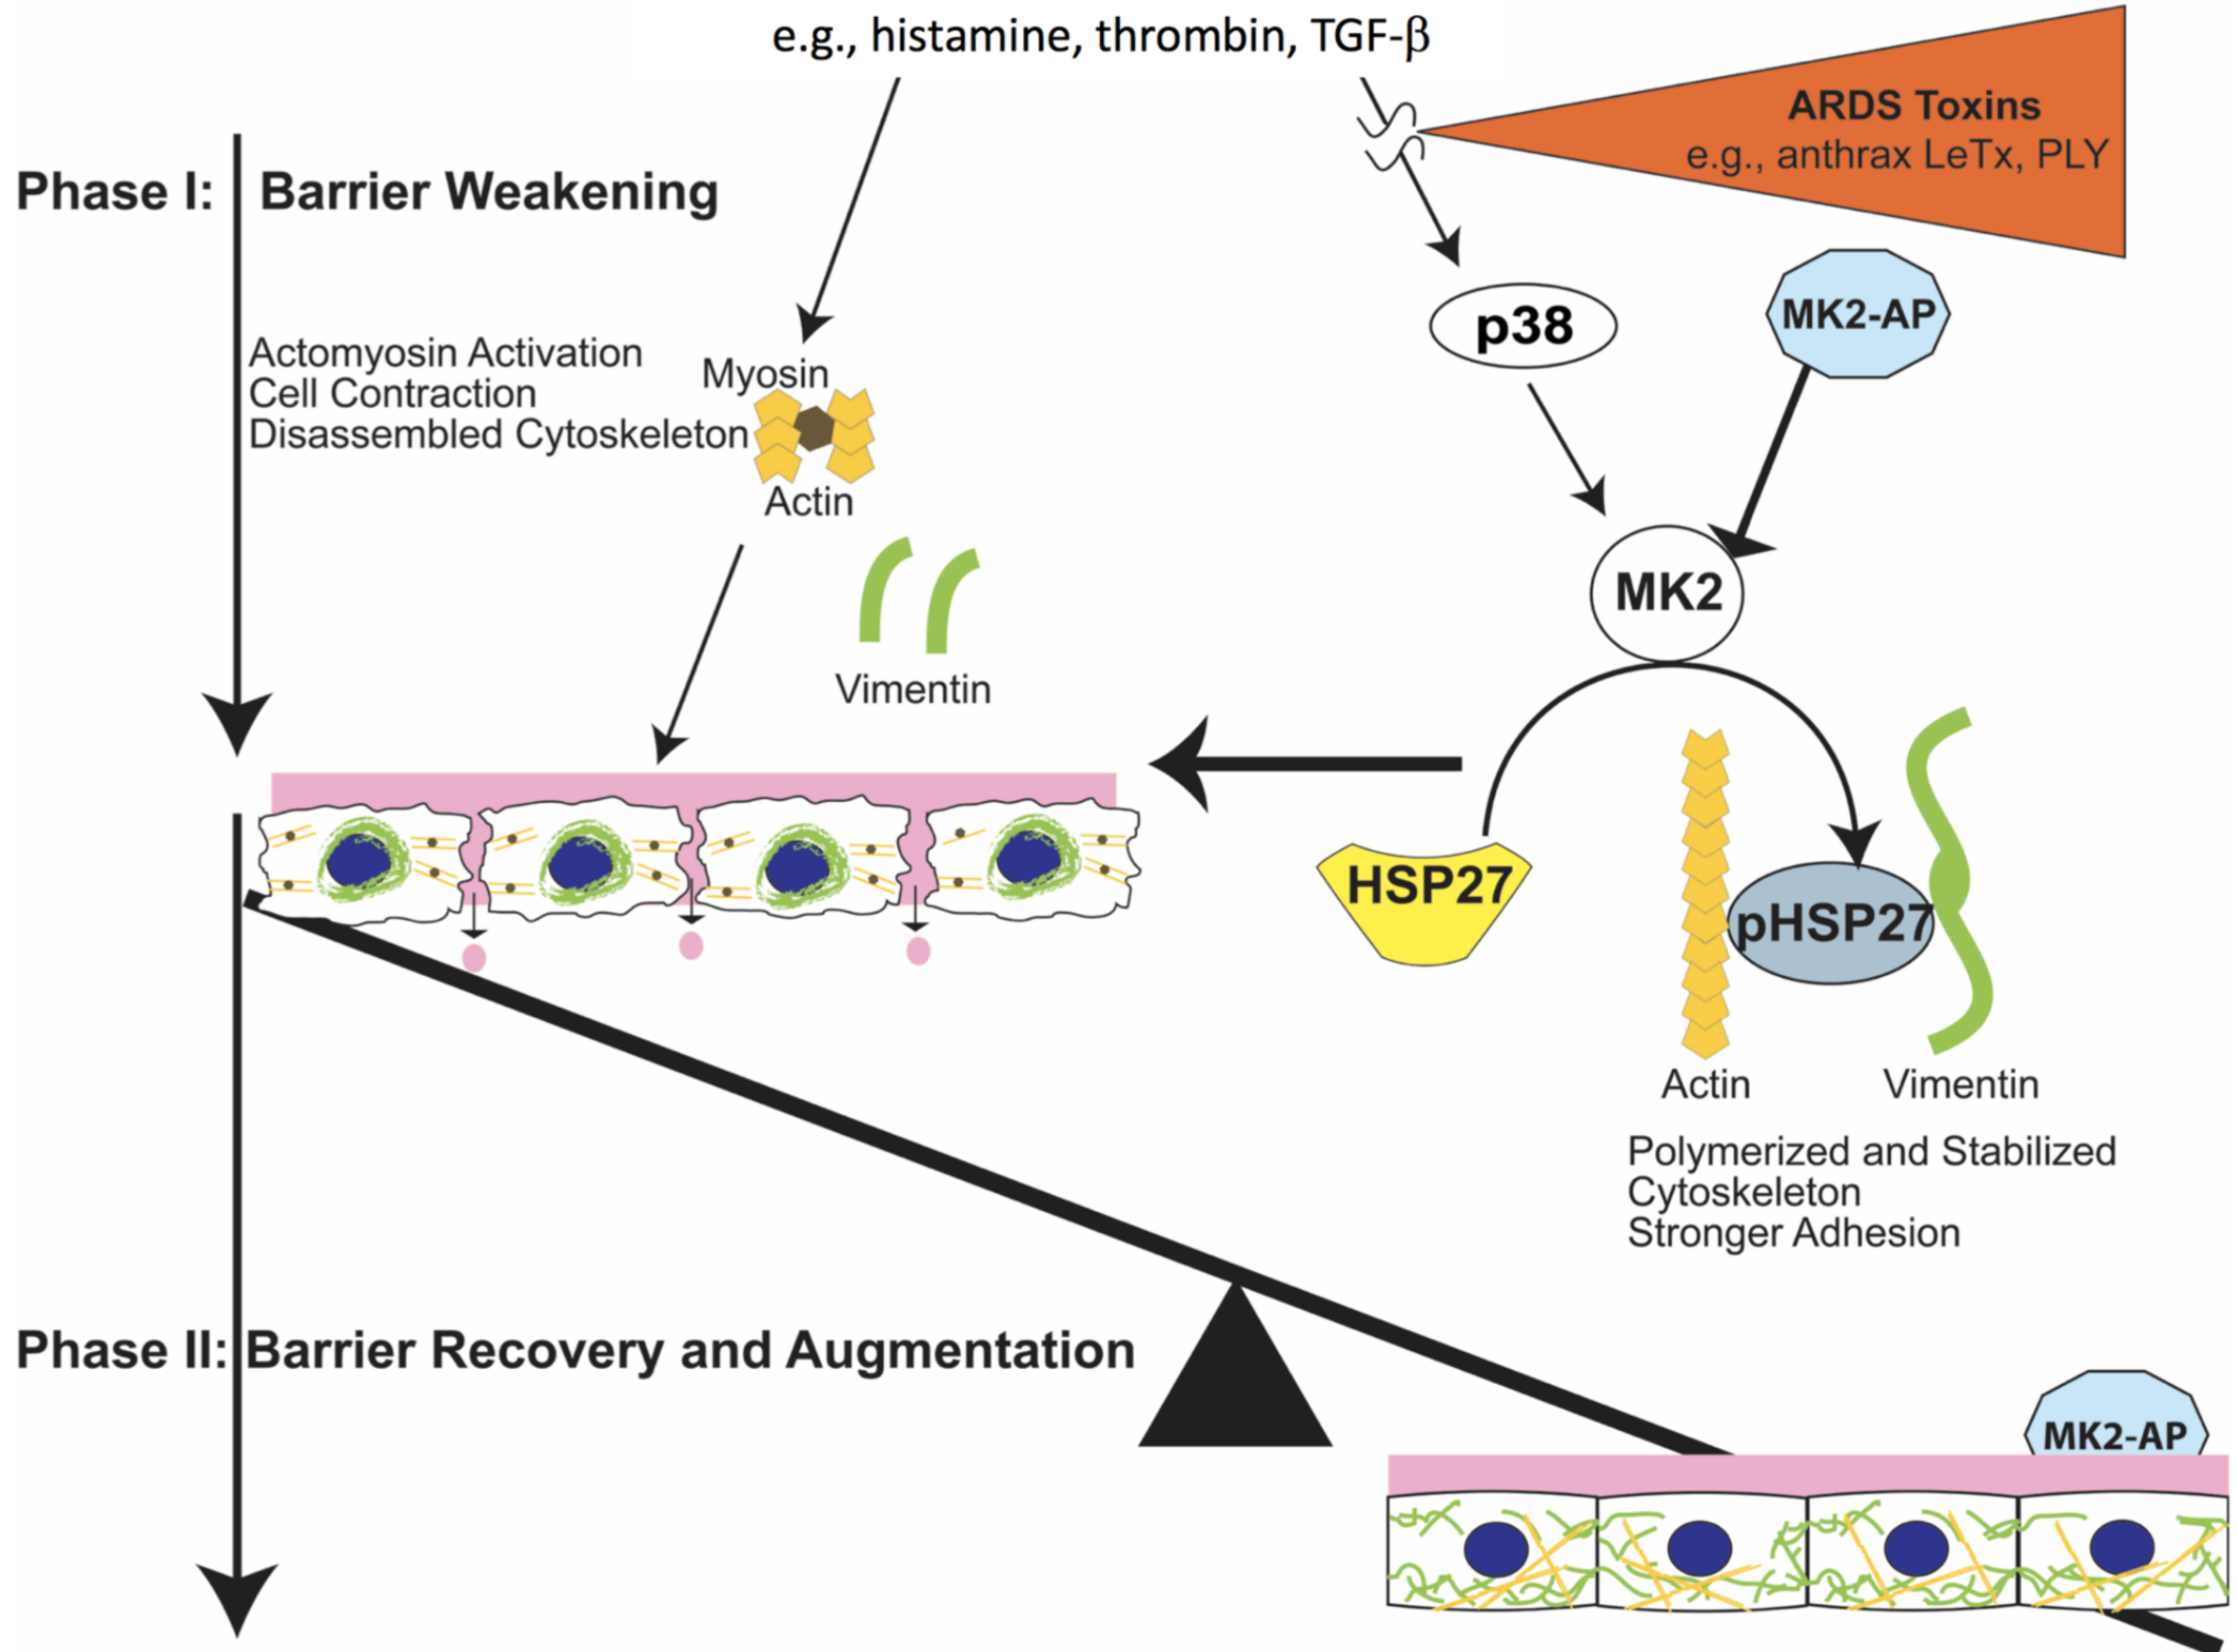 e.g., histamine, thrombin, TGF-β
ARDS Toxins
e.g., anthrax LeTx, PLY
Phase I: Barrier Weakening
MK2-AP
p38
Actomyosin Activation
Cell Contraction
Disassembled Cytoskeleton
Myosin
Actin
MK2
Vimentin
HSP27
pHSP27
Actin
Vimentin
Polymerized and Stabilized
Cytoskeleton
Stronger Adhesion
Phase II: Barrier Recovery and Augmentation
MK2-AP